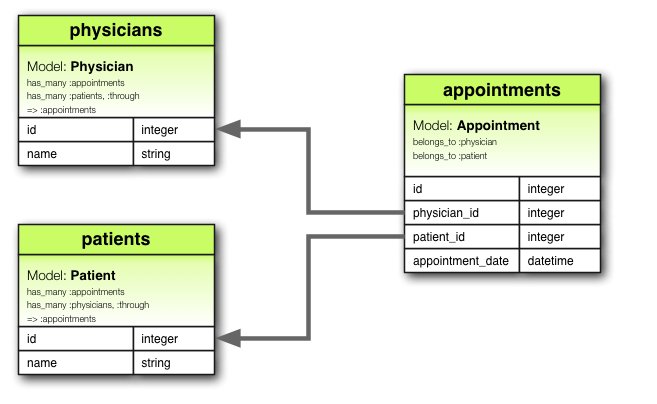 physicians
Model: Physician
has_many :appointments
has_many :patients, :through
=> :appointments
id integer
name string
patients
Model: Patient
has_many :appointments
has_many :physicians, :through
=> :appointments
id integer
name string
appointments
Model: Appointment
belongs_to :physician
belongs_to :patient
id integer
physician_id integer
patient_id integer
appointment_date datetime